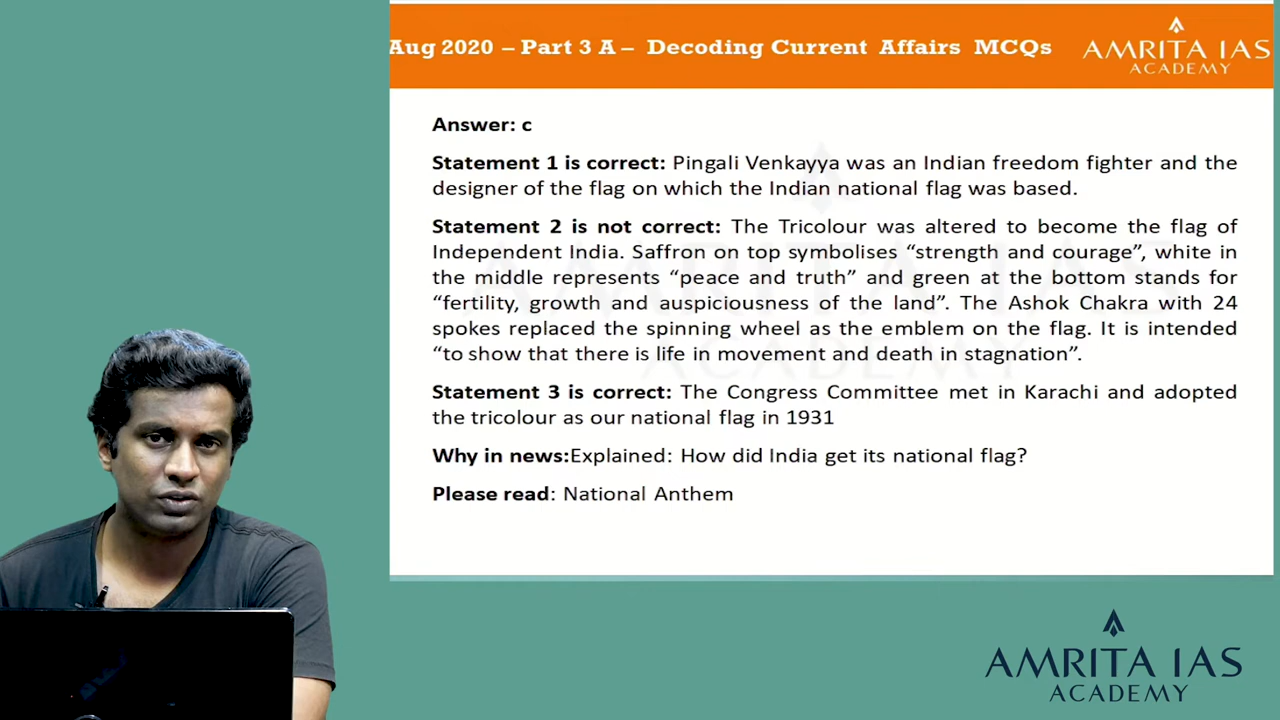 Aug 2020 – Part 3 A – Decoding Current Affairs MCQs
AMRITA IAS
ACADEMY
Answer: c
Statement 1 is correct: Pingali Venkayya was an Indian freedom fighter and the
designer of the flag on which the Indian national flag was based.
Statement 2 is not correct: The Tricolour was altered to become the flag of
Independent India. Saffron on top symbolises “strength and courage”, white in
the middle represents “peace and truth” and green at the bottom stands for
“fertility, growth and auspiciousness of the land”. The Ashok Chakra with 24
spokes replaced the spinning wheel as the emblem on the flag. It is intended
“to show that there is life in movement and death in stagnation”.
Statement 3 is correct: The Congress Committee met in Karachi and adopted
the tricolour as our national flag in 1931
Why in news:Explained: How did India get its national flag?
Please read: National Anthem
AMRITA IAS
ACADEMY
AMRITA IAS
ACADEMY